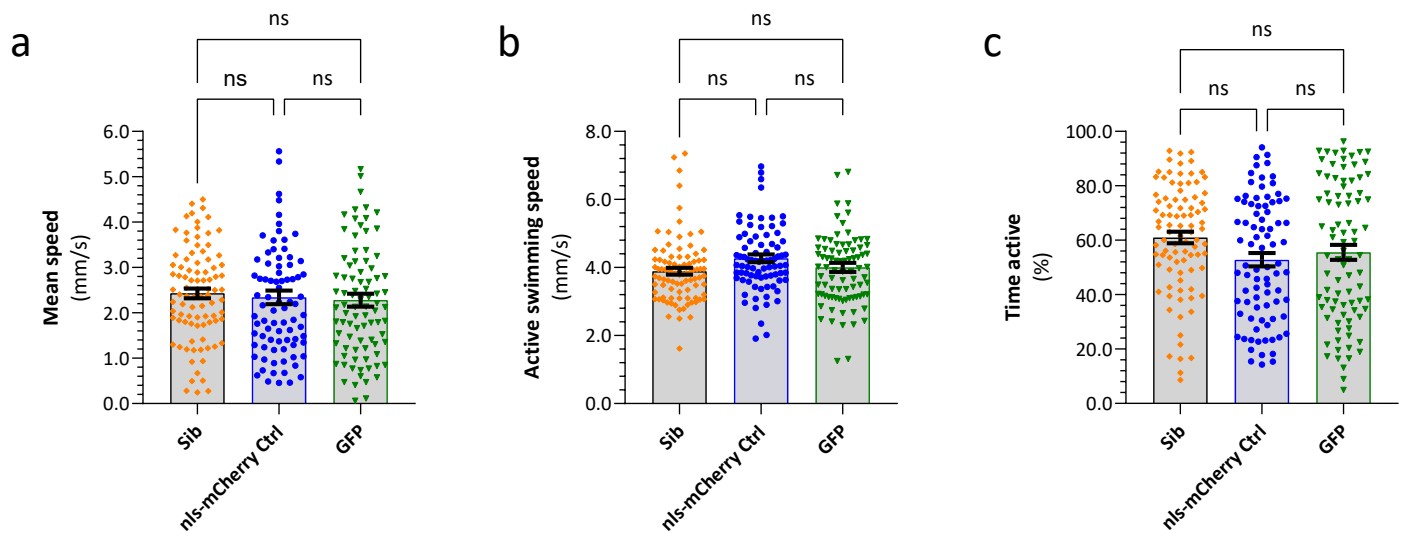 a
ns
ns
ns
Mean speed
(mm/s)
6.0
5.0
4.0
3.0
2.0
1.0
0.0
Sib
nls-mCherry Ctrl
GFP
b
ns
ns
ns
Active swimming speed
(mm/s)
8.0
6.0
4.0
2.0
0.0
Sib
nls-mCherry Ctrl
GFP
c
ns
ns
ns
Time active
(%)
100.0
80.0
60.0
40.0
20.0
0.0
Sib
nls-mCherry Ctrl
GFP